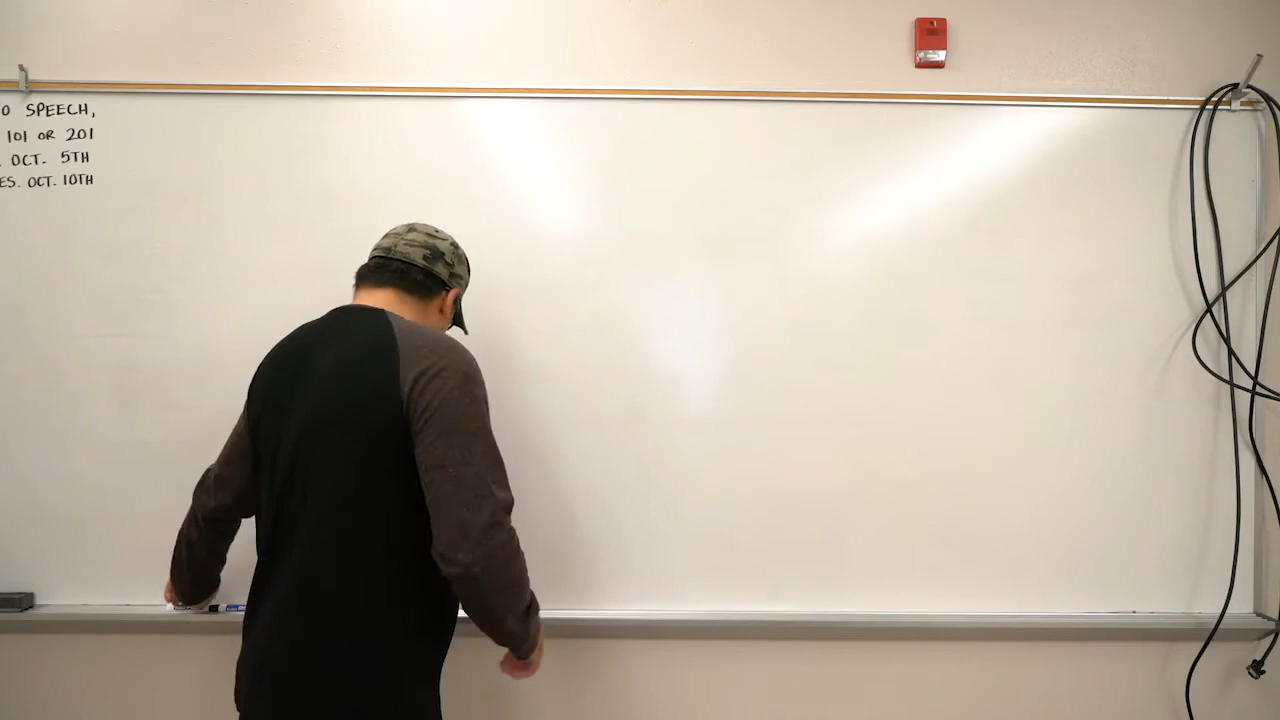 O SPEECH,
101 OR 201
. OCT. 5TH
ES. OCT. 10TH